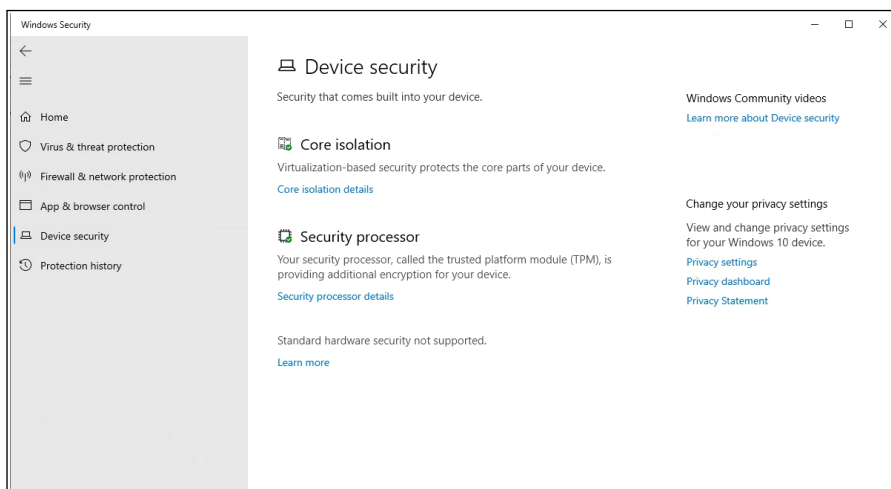 Windows Security
Home
Virus & threat protection
Firewall & network protection
App & browser control
Device security
Protection history
Device security
Security that comes built into your device.
Core isolation
Virtualization-based security protects the core parts of your device.
Core isolation details
Security processor
Your security processor, called the trusted platform module (TPM), is
providing additional encryption for your device.
Security processor details
Standard hardware security not supported.
Learn more
Windows Community videos
Learn more about Device security
Change your privacy settings
View and change privacy settings
for your Windows 10 device.
Privacy settings
Privacy dashboard
Privacy Statement